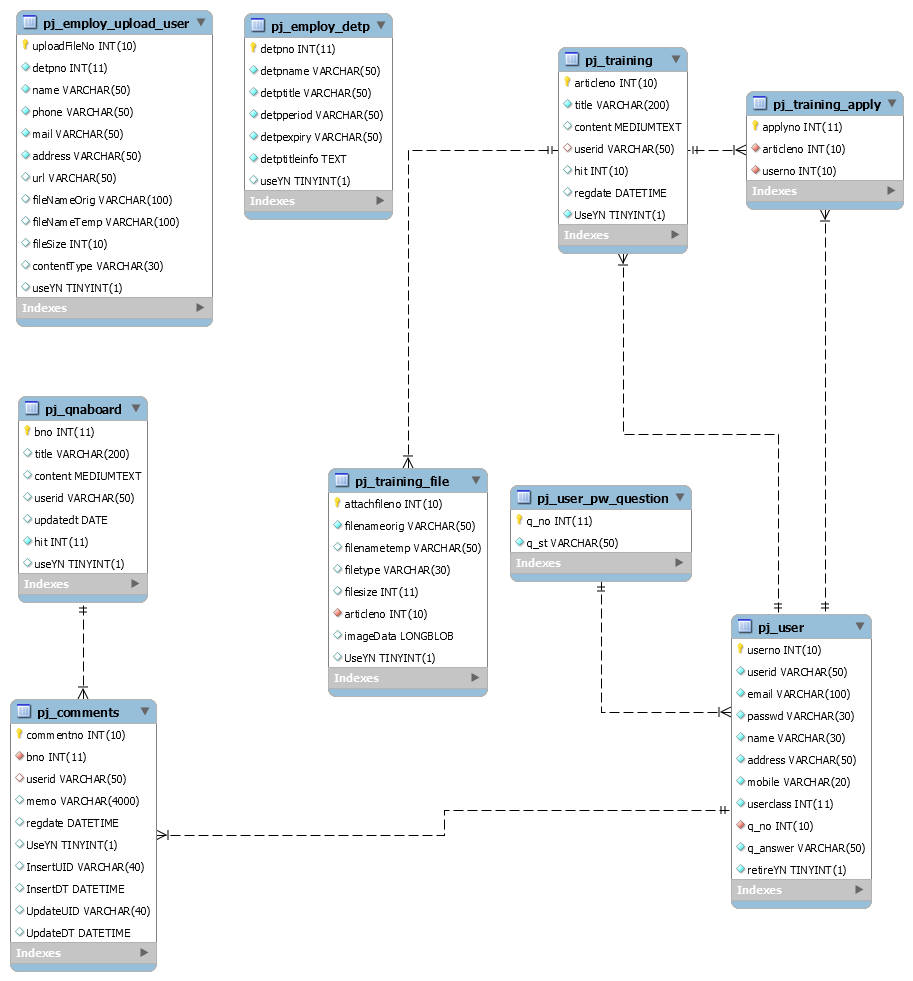 pj_employ_upload_user
uploadFileNo INT(10)
detpno INT(11)
name VARCHAR(50)
phone VARCHAR(50)
mail VARCHAR(50)
address VARCHAR(50)
url VARCHAR(50)
fileNameOrig VARCHAR(100)
fileNameTemp VARCHAR(100)
fileSize INT(10)
contentType VARCHAR(30)
useYN TINYINT(1)
Indexes
pj_employ_detp
detpno INT(11)
detpname VARCHAR(50)
detptitle VARCHAR(50)
detpperiod VARCHAR(50)
detpexpiry VARCHAR(50)
detptitleinfo TEXT
useYN TINYINT(1)
Indexes
pj_training
articleno INT(10)
title VARCHAR(200)
content MEDIUMTEXT
userid VARCHAR(50)
hit INT(10)
regdate DATETIME
UseYN TINYINT(1)
Indexes
pj_training_apply
applyno INT(11)
articleno INT(10)
userno INT(10)
Indexes
pj_qnaboard
bno INT(11)
title VARCHAR(200)
content MEDIUMTEXT
userid VARCHAR(50)
updatedt DATE
hit INT(11)
useYN TINYINT(1)
Indexes
pj_training_file
attachfileno INT(10)
filenameorig VARCHAR(50)
filenametemp VARCHAR(50)
filetype VARCHAR(30)
filesize INT(11)
articleno INT(10)
imageData LONGBLOB
UseYN TINYINT(1)
Indexes
pj_user_pw_question
q_no INT(11)
q_st VARCHAR(50)
Indexes
pj_user
userno INT(10)
userid VARCHAR(50)
email VARCHAR(100)
passwd VARCHAR(30)
name VARCHAR(30)
address VARCHAR(50)
mobile VARCHAR(20)
userclass INT(11)
q_no INT(10)
q_answer VARCHAR(50)
retireYN TINYINT(1)
Indexes
pj_comments
commentno INT(10)
bno INT(11)
userid VARCHAR(50)
memo VARCHAR(4000)
regdate DATETIME
UseYN TINYINT(1)
InsertUID VARCHAR(40)
InsertDT DATETIME
UpdateUID VARCHAR(40)
UpdateDT DATETIME
Indexes